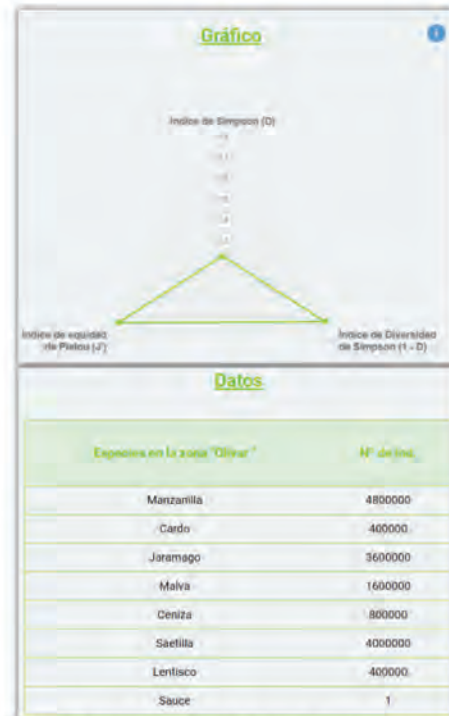 Gráfico
i
Índice de Simpson (D)
Índice de equidad
de Pielou (J')
Índice de Diversidad
de Simpson (1 - D)
Datos
Especies en la zona "Olivar" Nº de Ind.
Manzanilla 4800000
Cardo 400000
Jaramago 3600000
Malva 1600000
Ceniza 800000
Saetilla 4000000
Lentisco 400000
Sauce 1